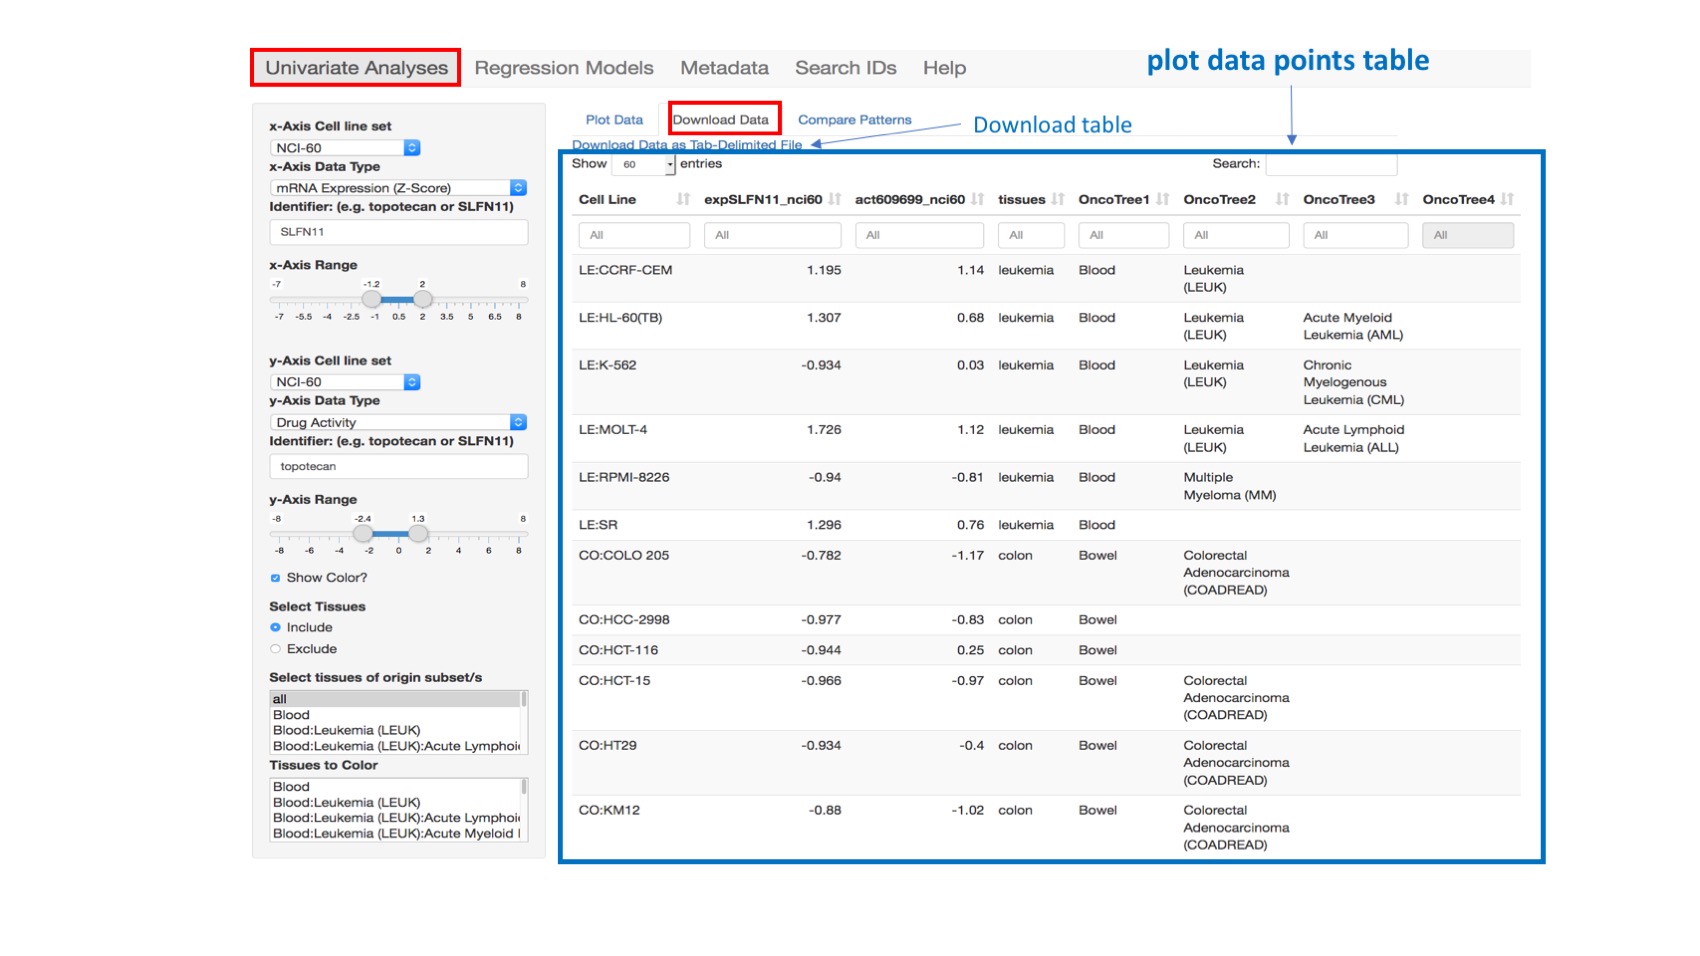 plot data points table
Univariate Analyses Regression Models Metadata Search IDs Help
Plot Data Download Data Compare Patterns
Download table
Download Data as Tab-Delimited File
x-Axis Cell line set
NCI-60
x-Axis Data Type
mRNA Expression (Z-Score)
Identifier: (e.g. topotecan or SLFN11)
SLFN11
x-Axis Range
-7 -1.2 2 8
-7 -5.5 -4 -2.5 -1 0.5 2 3.5 5 6.5 8
y-Axis Cell line set
NCI-60
y-Axis Data Type
Drug Activity
Identifier: (e.g. topotecan or SLFN11)
topotecan
y-Axis Range
-8 -2.4 1.3 8
-8 -6 -4 -2 0 2 4 6 8
Show Color?
Select Tissues
Include
Exclude
Select tissues of origin subset/s
all
Blood
Blood:Leukemia (LEUK)
Blood:Leukemia (LEUK):Acute Lymphoi
Tissues to Color
Blood
Blood:Leukemia (LEUK)
Blood:Leukemia (LEUK):Acute Lymphoi
Blood:Leukemia (LEUK):Acute Myeloid
Show 60 entries Search:
Cell Line expSLFN11_nci60 act609699_nci60 tissues OncoTree1 OncoTree2 OncoTree3 OncoTree4
All All All All All All All All
LE:CCRF-CEM 1.195 1.14 leukemia Blood Leukemia
(LEUK)
LE:HL-60(TB) 1.307 0.68 leukemia Blood Leukemia Acute Myeloid
(LEUK) Leukemia (AML)
LE:K-562 -0.934 0.03 leukemia Blood Leukemia Chronic
(LEUK) Myelogenous
Leukemia (CML)
LE:MOLT-4 1.726 1.12 leukemia Blood Leukemia Acute Lymphoid
(LEUK) Leukemia (ALL)
LE:RPMI-8226 -0.94 -0.81 leukemia Blood Multiple
Myeloma (MM)
LE:SR 1.296 0.76 leukemia Blood
CO:COLO 205 -0.782 -1.17 colon Bowel Colorectal
Adenocarcinoma
(COADREAD)
CO:HCC-2998 -0.977 -0.83 colon Bowel
CO:HCT-116 -0.944 0.25 colon Bowel
CO:HCT-15 -0.966 -0.97 colon Bowel Colorectal
Adenocarcinoma
(COADREAD)
CO:HT29 -0.934 -0.4 colon Bowel Colorectal
Adenocarcinoma
(COADREAD)
CO:KM12 -0.88 -1.02 colon Bowel Colorectal
Adenocarcinoma
(COADREAD)